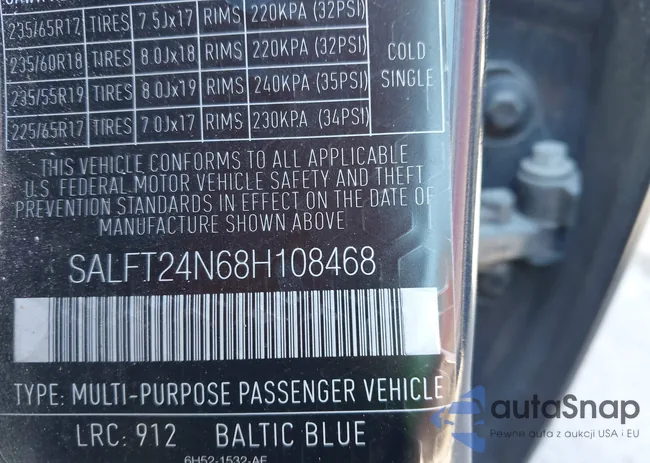 235/65R17 TIRES 7.5Jx17 RIMS 220KPA (32PSI)
235/60R18 TIRES 8.0Jx18 RIMS 220KPA (32PSI)
235/55R19 TIRES 8.0Jx19 RIMS 240KPA (35PSI)
225/65R17 TIRES 7.0Jx17 RIMS 230KPA (34PSI)
COLD
SINGLE
THIS VEHICLE CONFORMS TO ALL APPLICABLE
U.S. FEDERAL MOTOR VEHICLE SAFETY AND THEFT
PREVENTION STANDARDS IN EFFECT ON THE DATE OF
MANUFACTURE SHOWN ABOVE
SALFT24N68H108468
TYPE: MULTI-PURPOSE PASSENGER VEHICLE
LRC: 912 BALTIC BLUE
6H52-1532-AE
autaSnap
Pewne auta z aukcji USA i EU